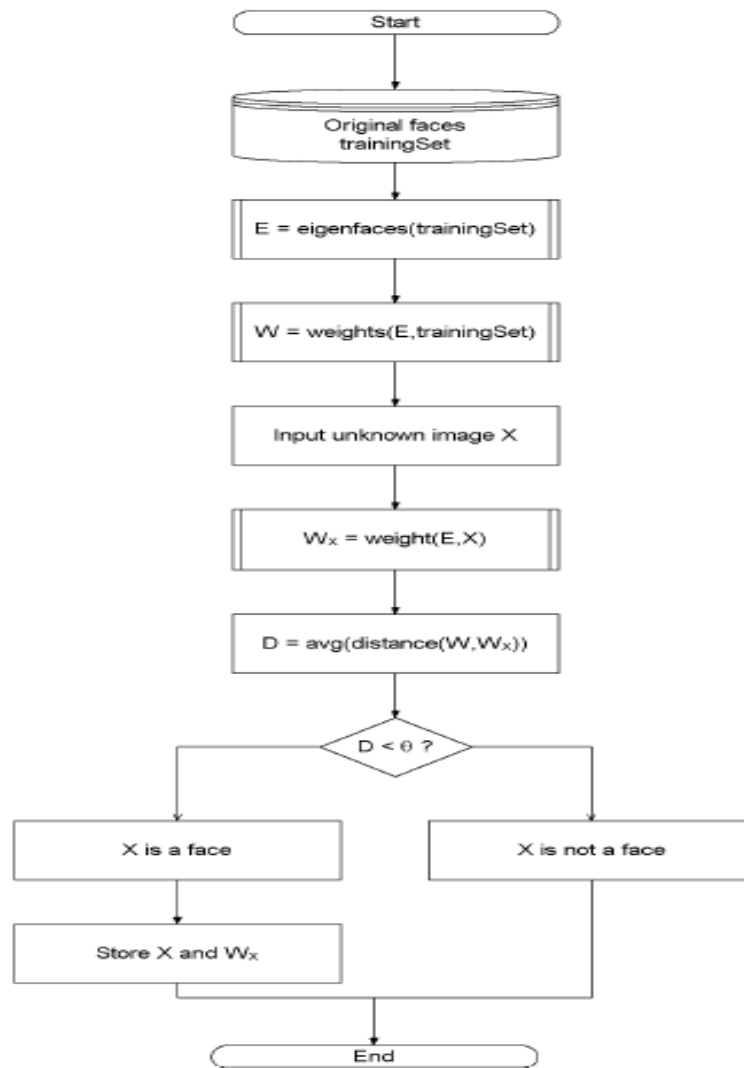 Start
Original faces
trainingSet
E = eigenfaces(trainingSet)
W = weights(E,trainingSet)
Input unknown image X
Wₓ = weight(E,X)
D = avg(distance(W,Wₓ))
D < θ ?
X is a face
X is not a face
Store X and Wₓ
End